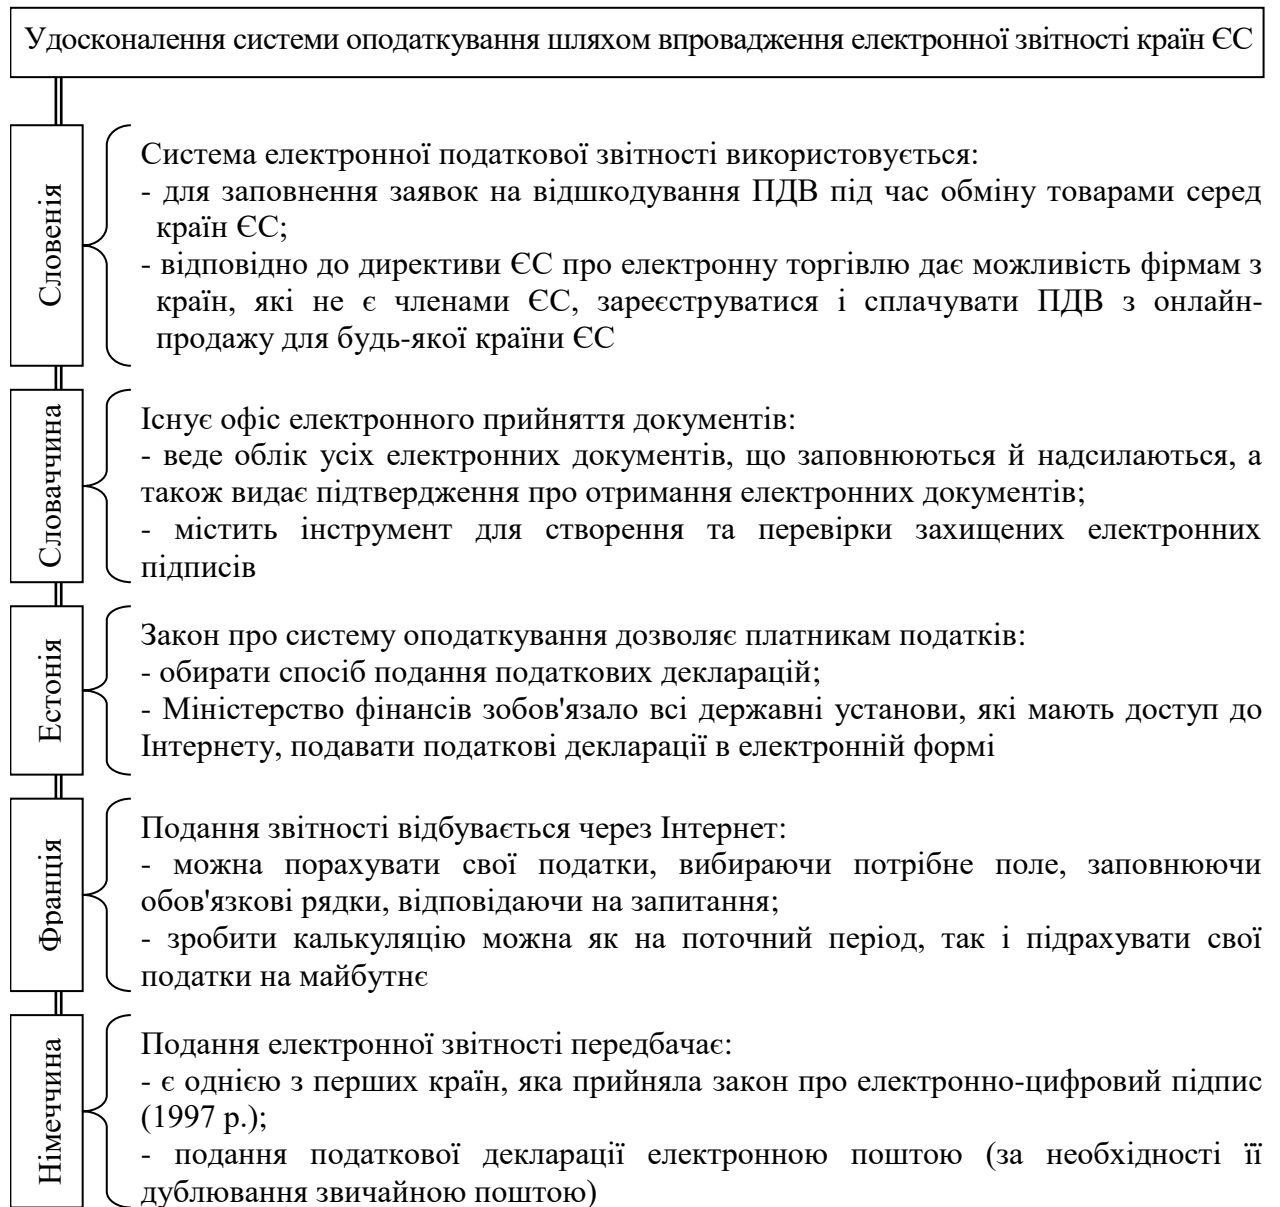 Удосконалення системи оподаткування шляхом впровадження електронної звітності країн ЄС
Словенія
Система електронної податкової звітності використовується:
- для заповнення заявок на відшкодування ПДВ під час обміну товарами серед
країн ЄС;
- відповідно до директиви ЄС про електронну торгівлю дає можливість фірмам з
країн, які не є членами ЄС, зареєструватися і сплачувати ПДВ з онлайн-
продажу для будь-якої країни ЄС
Словаччина
Існує офіс електронного прийняття документів:
- веде облік усіх електронних документів, що заповнюються й надсилаються, а
також видає підтвердження про отримання електронних документів;
- містить інструмент для створення та перевірки захищених електронних
підписів
Естонія
Закон про систему оподаткування дозволяє платникам податків:
- обирати спосіб подання податкових декларацій;
- Міністерство фінансів зобов'язало всі державні установи, які мають доступ до
Інтернету, подавати податкові декларації в електронній формі
Франція
Подання звітності відбувається через Інтернет:
- можна порахувати свої податки, вибираючи потрібне поле, заповнюючи
обов'язкові рядки, відповідаючи на запитання;
- зробити калькуляцію можна як на поточний період, так і підрахувати свої
податки на майбутнє
Німеччина
Подання електронної звітності передбачає:
- є однією з перших країн, яка прийняла закон про електронно-цифровий підпис
(1997 р.);
- подання податкової декларації електронною поштою (за необхідності її
дублювання звичайною поштою)